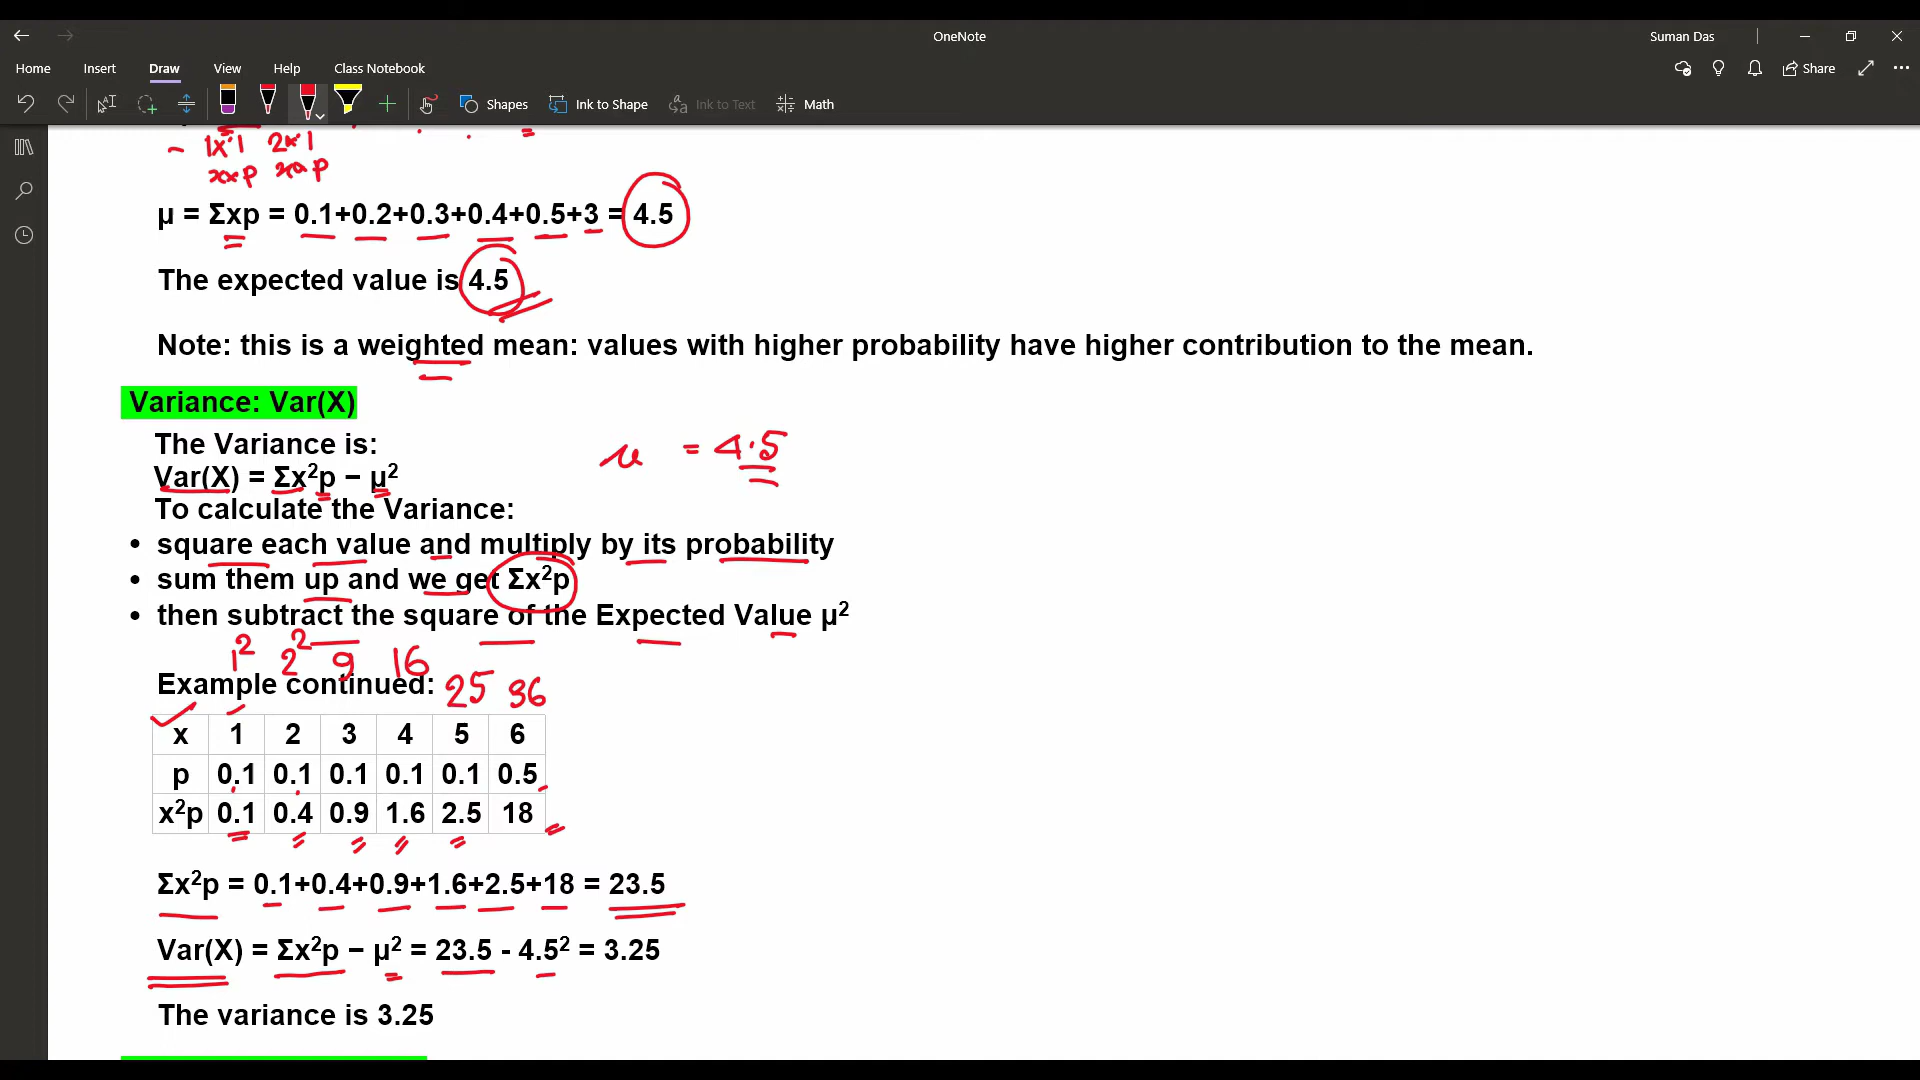 OneNote
Suman Das
Home Insert Draw View Help Class Notebook
Share
Shapes Ink to Shape Ink to Text Math
1x·1 2x·1
x×p x×p
μ = Σxp = 0.1+0.2+0.3+0.4+0.5+3 = 4.5
The expected value is 4.5
Note: this is a weighted mean: values with higher probability have higher contribution to the mean.
Variance: Var(X)
The Variance is:
μ = 4.5
Var(X) = Σx²p − μ²
To calculate the Variance:
• square each value and multiply by its probability
• sum them up and we get Σx²p
• then subtract the square of the Expected Value μ²
1² 2² 9 16
Example continued: 25 36
x 1 2 3 4 5 6
p 0.1 0.1 0.1 0.1 0.1 0.5
x²p 0.1 0.4 0.9 1.6 2.5 18
Σx²p = 0.1+0.4+0.9+1.6+2.5+18 = 23.5
Var(X) = Σx²p − μ² = 23.5 - 4.5² = 3.25
The variance is 3.25